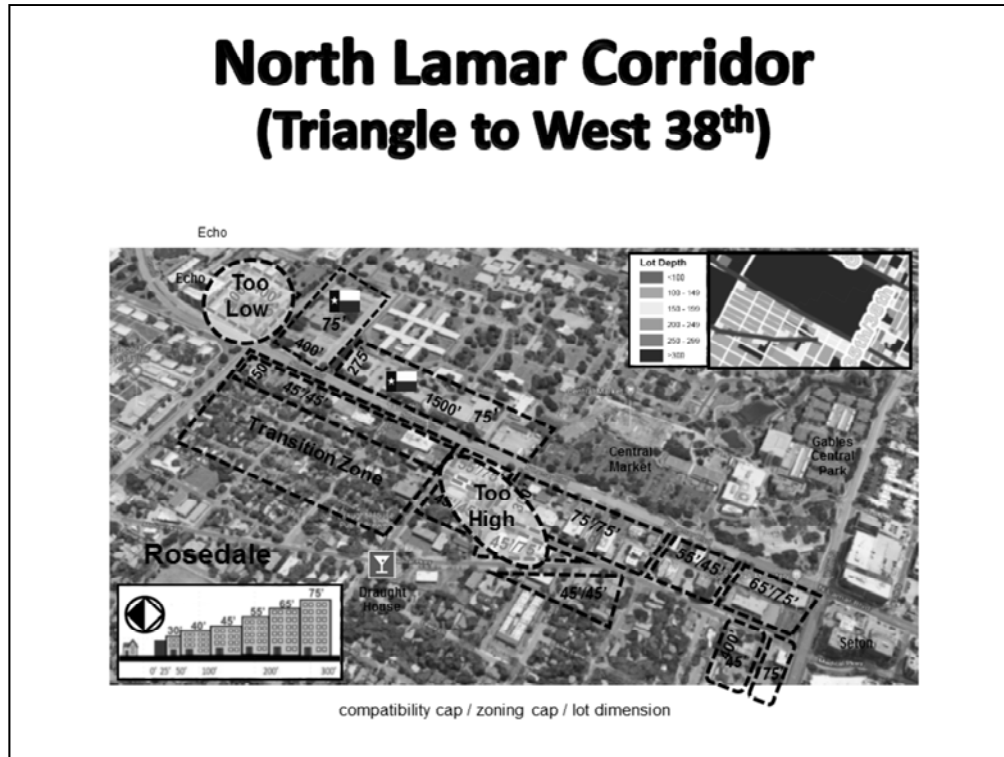 North Lamar Corridor
(Triangle to West 38th)
Echo
Echo
Too
Low
75'
400'
275'
1500' 75'
45'/45'
Transition Zone
Too
High
45'/75'
75'/75'
55'/45'
65'/75'
45'/45'
75'
Central
Market
Gables
Central
Park
Seton
Rosedale
Draught
House
Lot Depth
<100
100 - 149
150 - 199
200 - 249
250 - 299
>300
30'
40'
45'
55'
65'
75'
0' 25' 50' 100' 200' 300'
compatibility cap / zoning cap / lot dimension